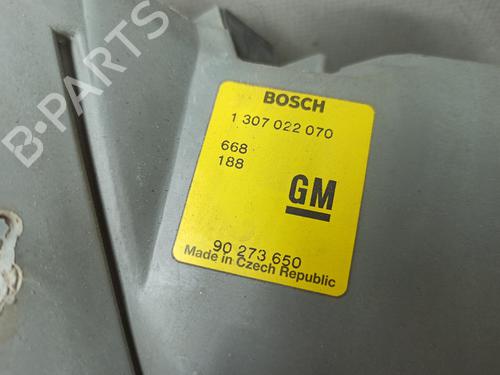 B-PARTS
BOSCH
1 307 022 070
668
188
GM
90 273 650
Made in Czech Republic